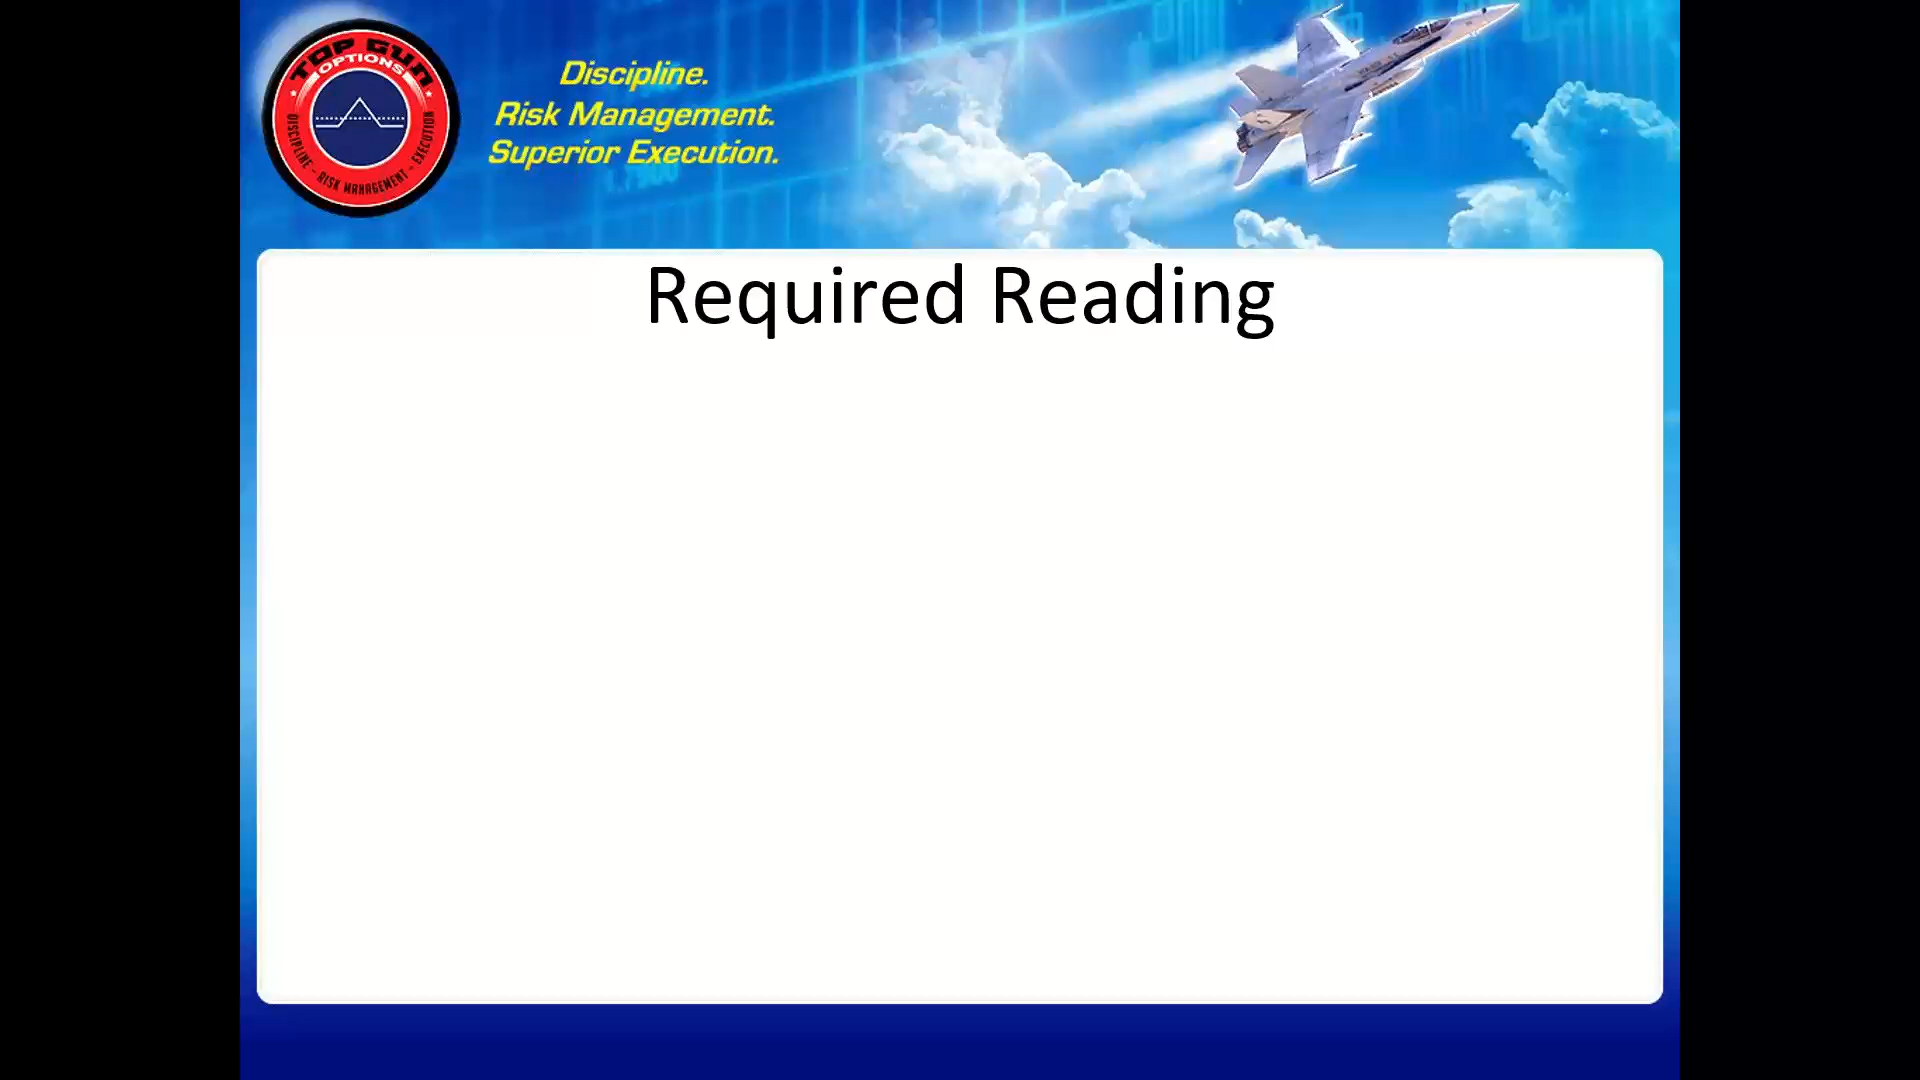 TOP GUN
OPTIONS
DISCIPLINE - RISK MANAGEMENT - EXECUTION
Discipline.
Risk Management.
Superior Execution.
Required Reading